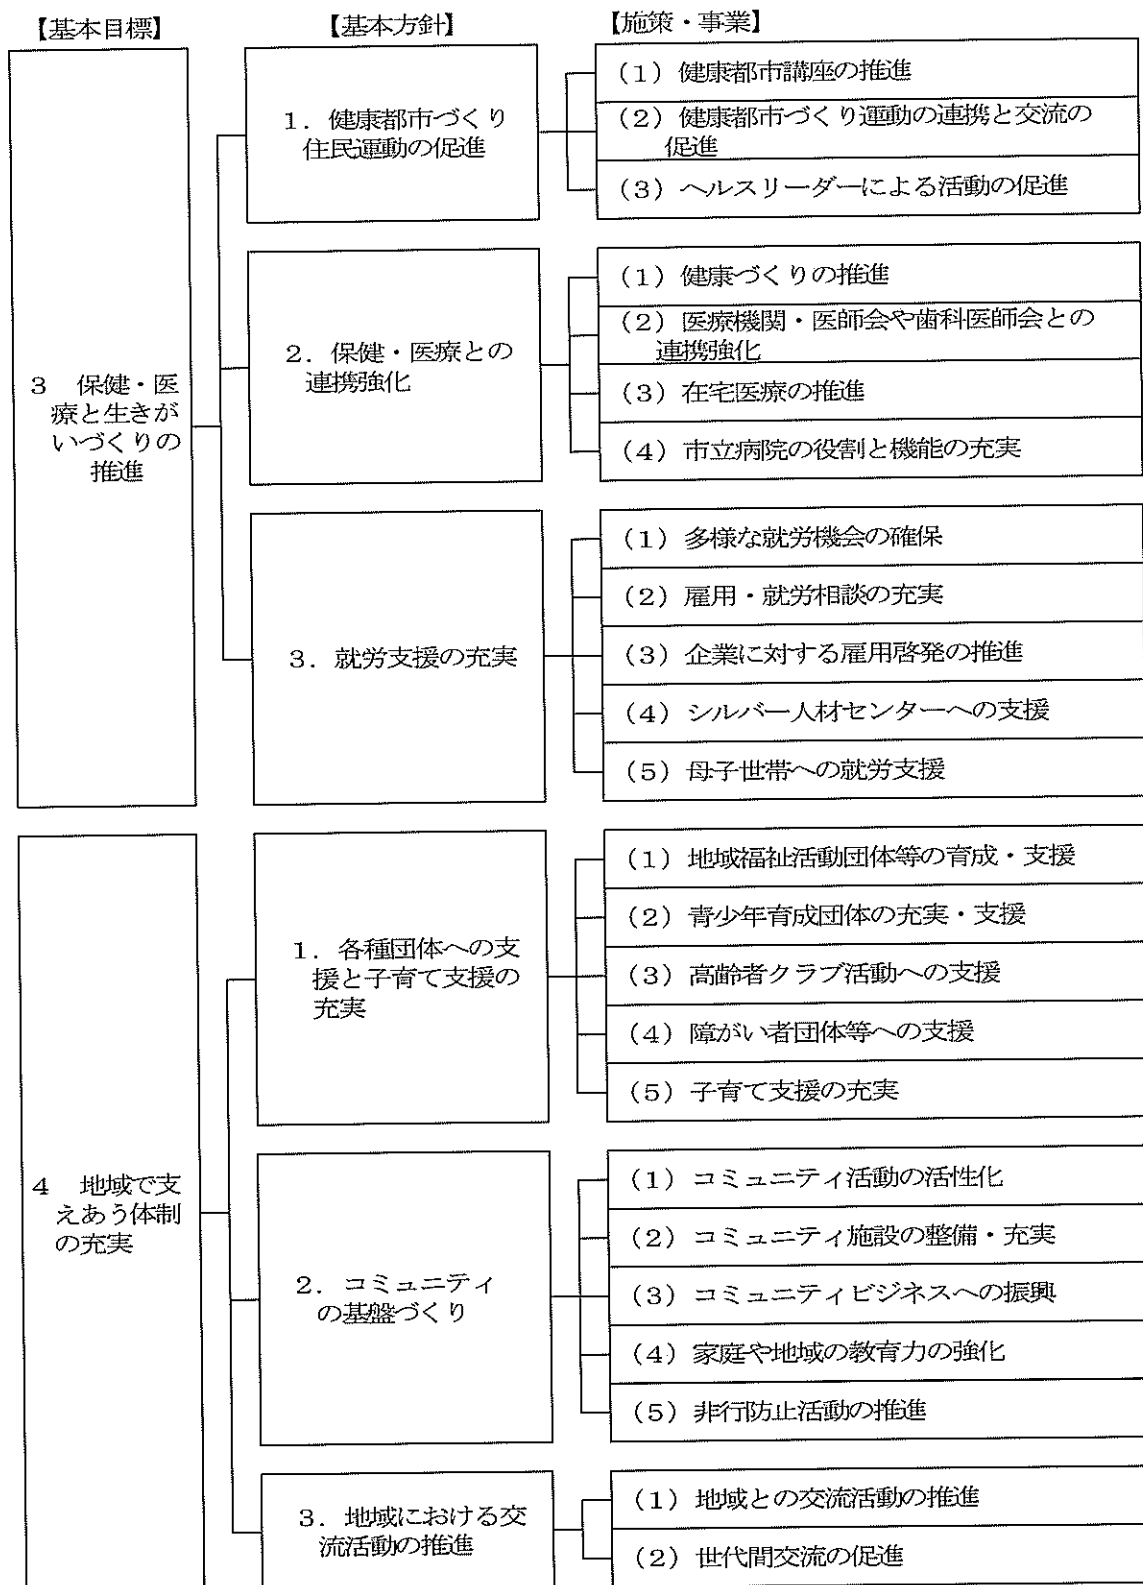 【基本目標】
【基本方針】
【施策・事業】
3 保健・医
療と生きが
いづくりの
推進
1．健康都市づくり
住民運動の促進
(1) 健康都市講座の推進
(2) 健康都市づくり運動の連携と交流の
促進
(3) ヘルスリーダーによる活動の促進
2．保健・医療との
連携強化
(1) 健康づくりの推進
(2) 医療機関・医師会や歯科医師会との
連携強化
(3) 在宅医療の推進
(4) 市立病院の役割と機能の充実
3．就労支援の充実
(1) 多様な就労機会の確保
(2) 雇用・就労相談の充実
(3) 企業に対する雇用啓発の推進
(4) シルバー人材センターへの支援
(5) 母子世帯への就労支援
4 地域で支
えあう体制
の充実
1．各種団体への支
援と子育て支援の
充実
(1) 地域福祉活動団体等の育成・支援
(2) 青少年育成団体の充実・支援
(3) 高齢者クラブ活動への支援
(4) 障がい者団体等への支援
(5) 子育て支援の充実
2．コミュニティ
の基盤づくり
(1) コミュニティ活動の活性化
(2) コミュニティ施設の整備・充実
(3) コミュニティビジネスへの振興
(4) 家庭や地域の教育力の強化
(5) 非行防止活動の推進
3．地域における交
流活動の推進
(1) 地域との交流活動の推進
(2) 世代間交流の促進